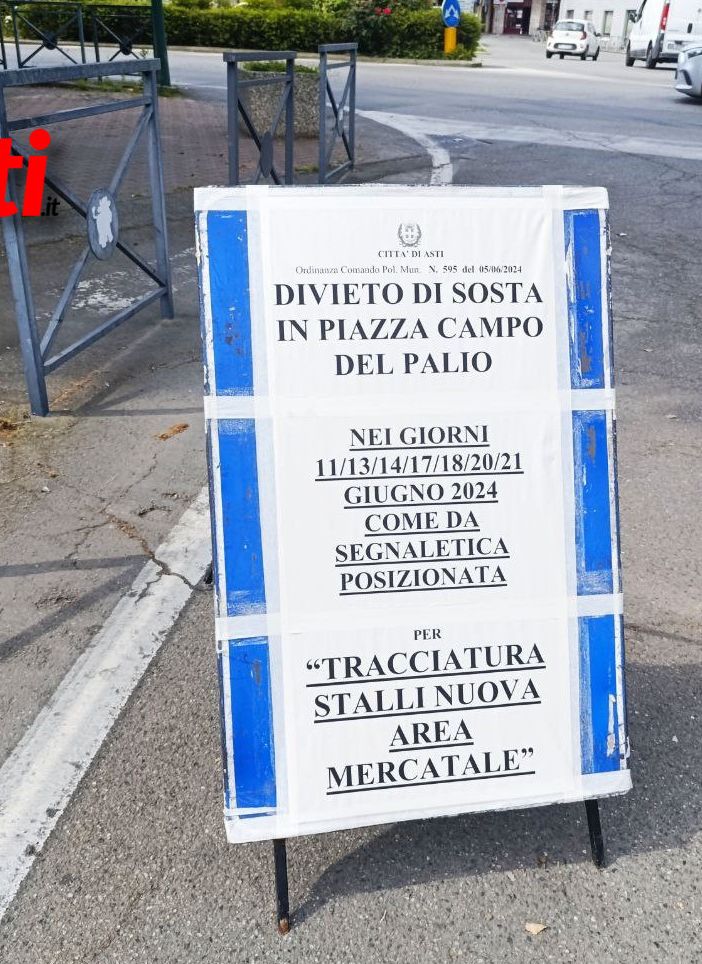 ti
.it
CITTA' DI ASTI
Ordinanza Comando Pol. Mun. N. 595 del 05/06/2024
DIVIETO DI SOSTA
IN PIAZZA CAMPO
DEL PALIO
NEI GIORNI
11/13/14/17/18/20/21
GIUGNO 2024
COME DA
SEGNALETICA
POSIZIONATA
PER
“TRACCIATURA
STALLI NUOVA
AREA
MERCATALE”